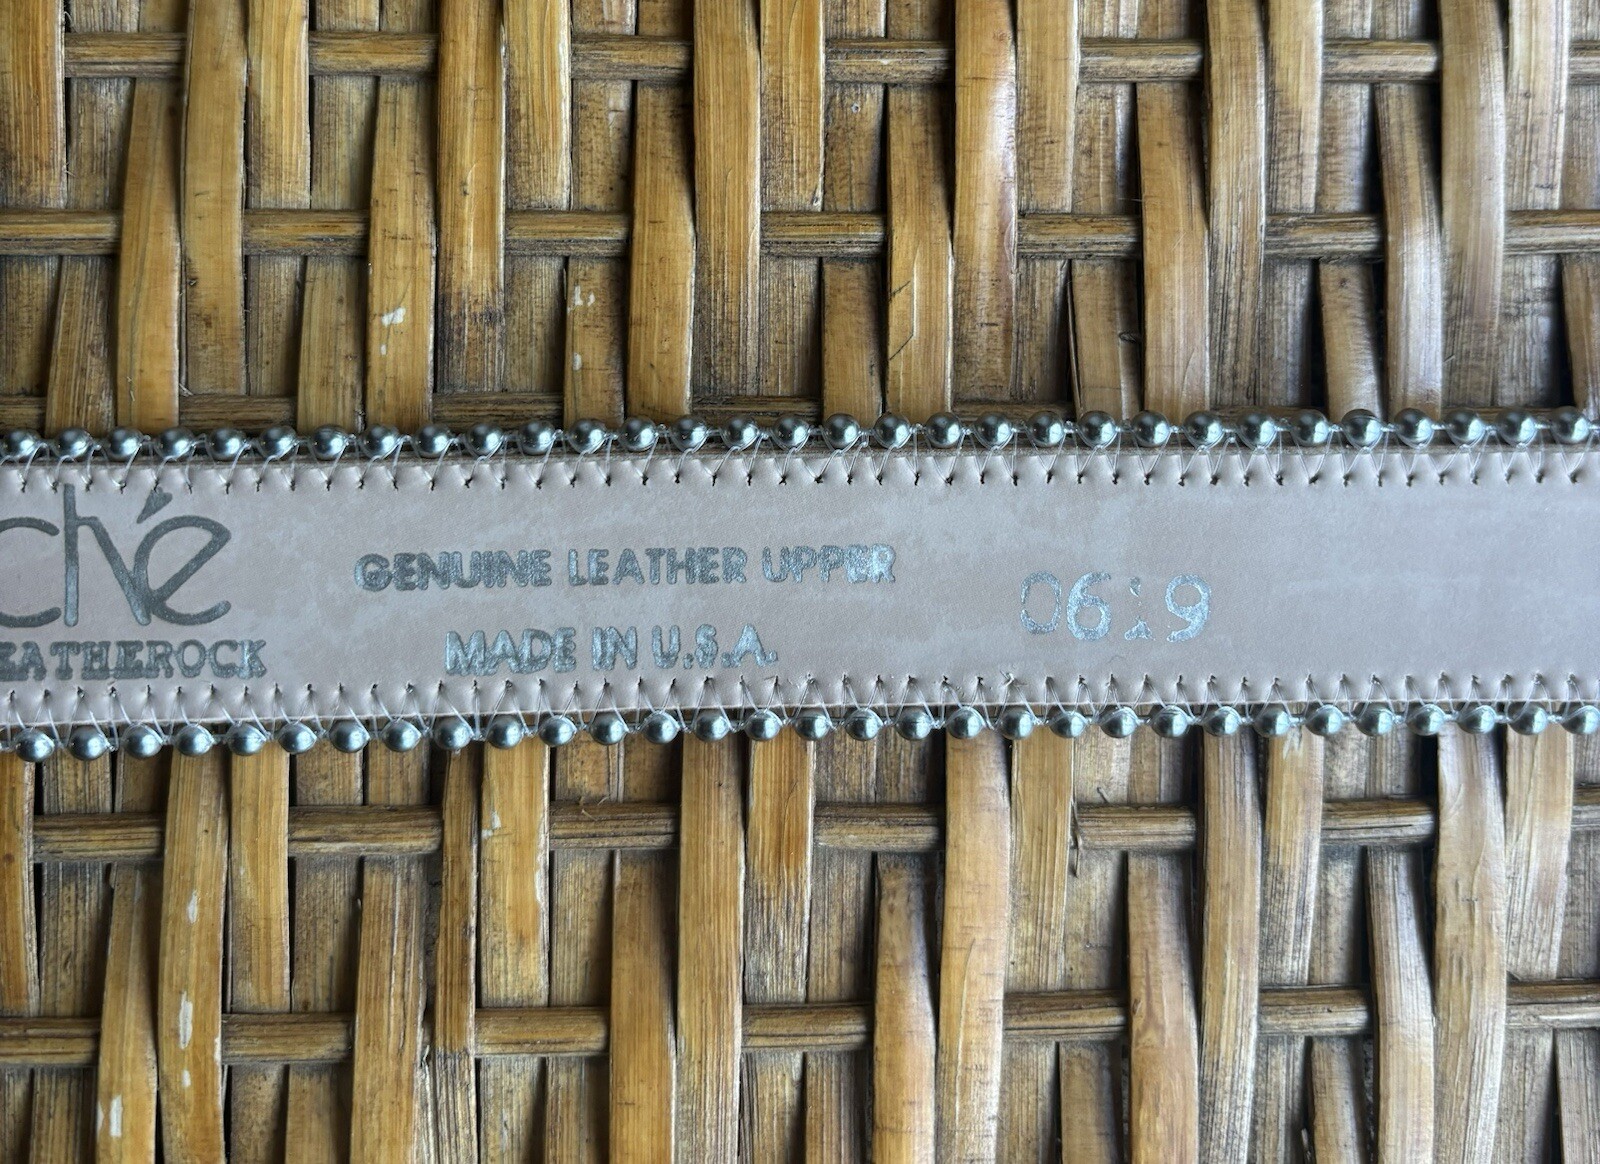 ché
EATHEROCK
GENUINE LEATHER UPPER
MADE IN U.S.A.